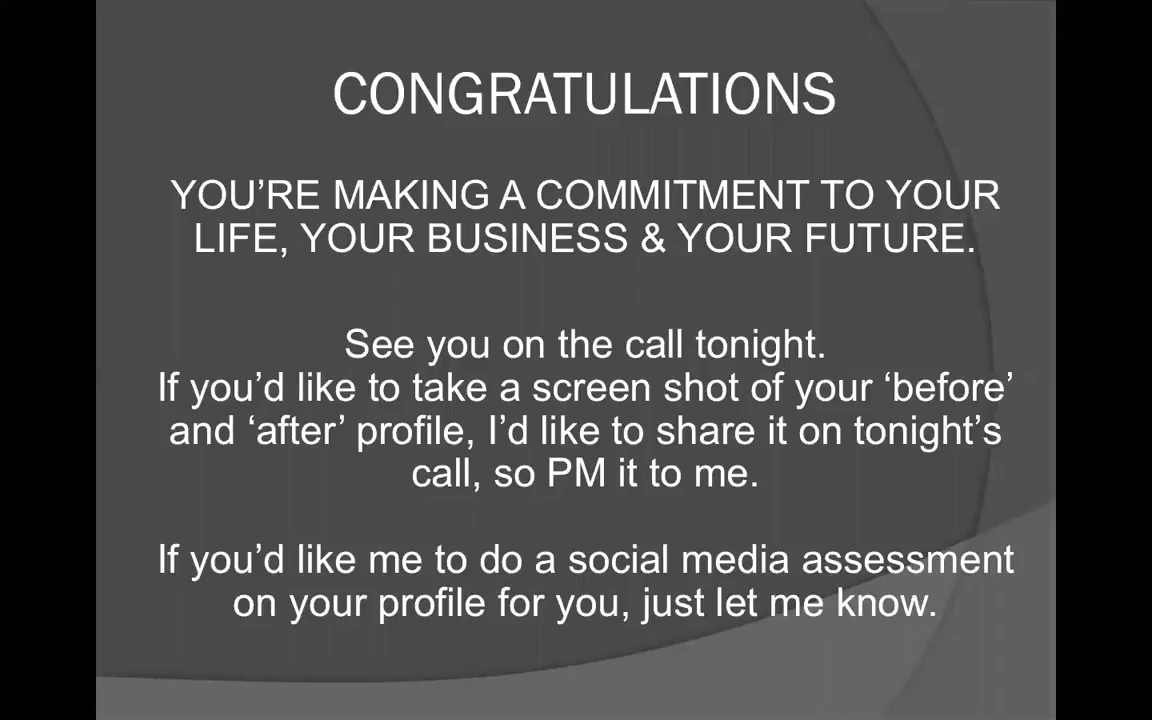 CONGRATULATIONS
YOU’RE MAKING A COMMITMENT TO YOUR
LIFE, YOUR BUSINESS & YOUR FUTURE.
See you on the call tonight.
If you’d like to take a screen shot of your ‘before’
and ‘after’ profile, I’d like to share it on tonight’s
call, so PM it to me.
If you’d like me to do a social media assessment
on your profile for you, just let me know.